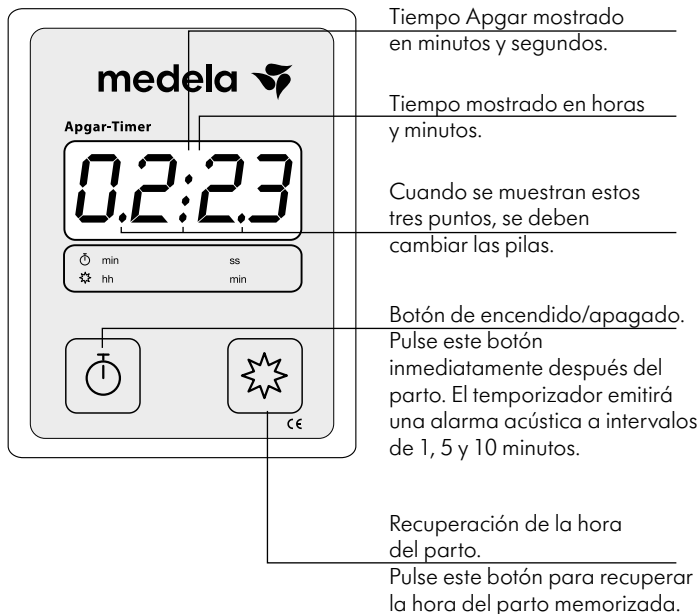 medela
Apgar-Timer
0.2:2.3
min ss
hh min
CE
Tiempo Apgar mostrado
en minutos y segundos.
Tiempo mostrado en horas
y minutos.
Cuando se muestran estos
tres puntos, se deben
cambiar las pilas.
Botón de encendido/apagado.
Pulse este botón
inmediatamente después del
parto. El temporizador emitirá
una alarma acústica a intervalos
de 1, 5 y 10 minutos.
Recuperación de la hora
del parto.
Pulse este botón para recuperar
la hora del parto memorizada.